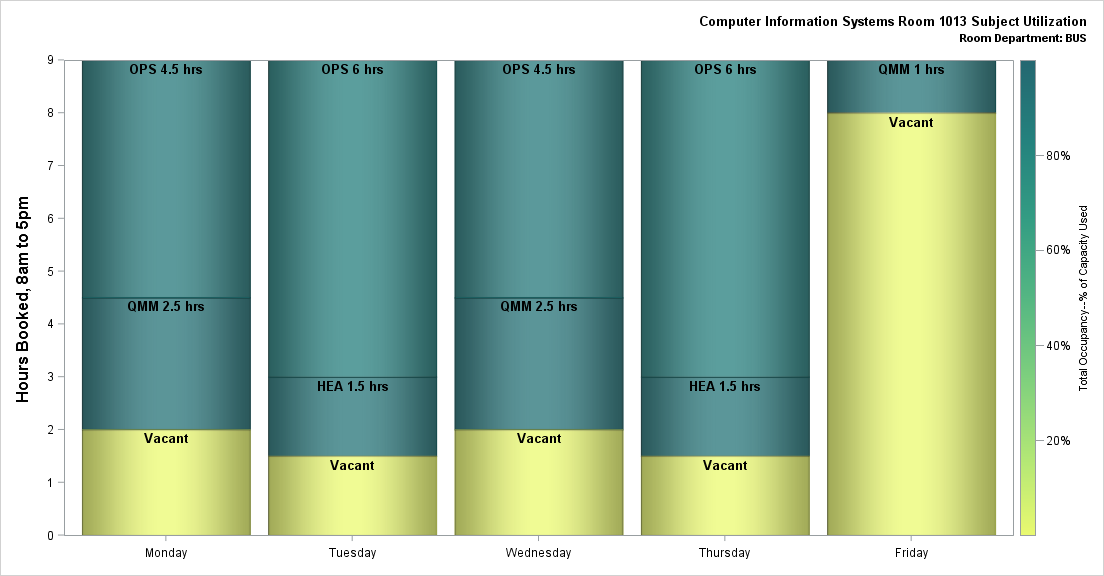 Computer Information Systems Room 1013 Subject Utilization
Room Department: BUS
Hours Booked, 8am to 5pm
9
8
7
6
5
4
3
2
1
0
OPS 4.5 hrs
QMM 2.5 hrs
Vacant
Monday
OPS 6 hrs
HEA 1.5 hrs
Vacant
Tuesday
OPS 4.5 hrs
QMM 2.5 hrs
Vacant
Wednesday
OPS 6 hrs
HEA 1.5 hrs
Vacant
Thursday
QMM 1 hrs
Vacant
Friday
80%
60%
40%
20%
Total Occupancy--% of Capacity Used